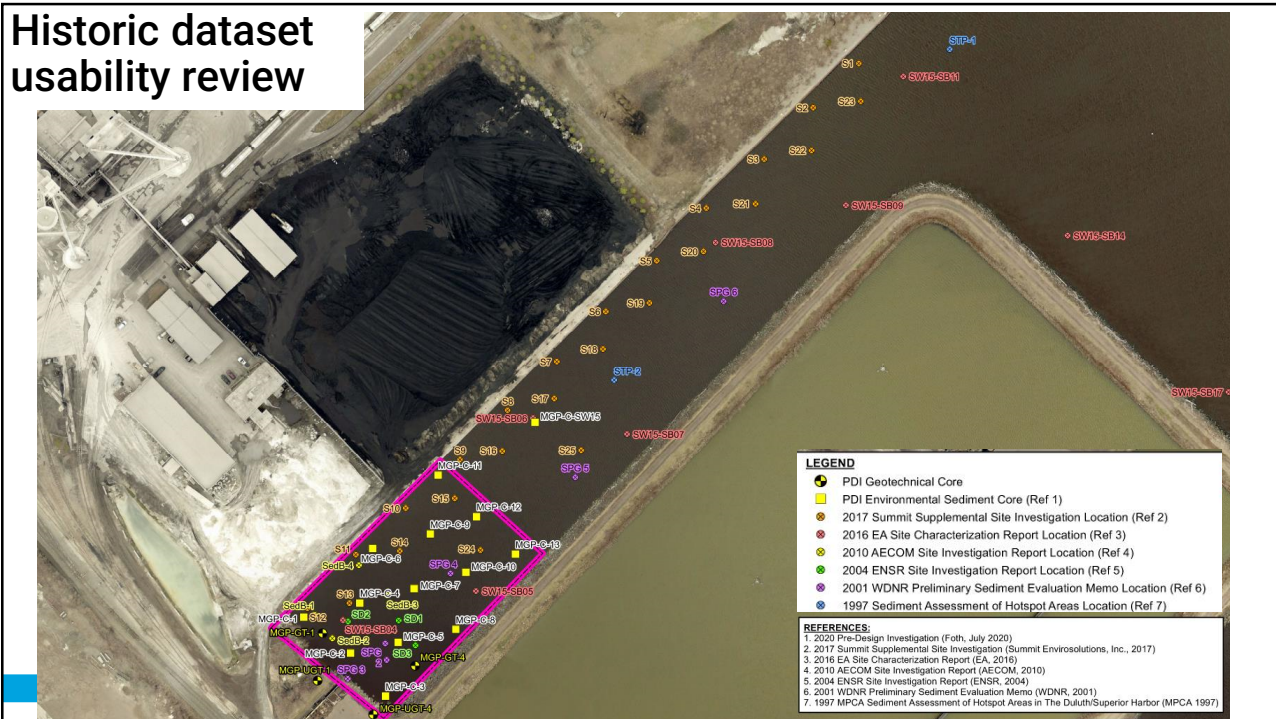 Historic dataset
usability review
STP-1
S1
SW15-SB11
S2
S23
S3
S22
S4
S21
SW15-SB09
SW15-SB08
SW15-SB14
S20
S5
SPG 6
S6
S19
S7
S18
STP-2
S8
S17
SW15-SB17
SW15-SB06
MGP-C-SW15
SW15-SB07
S9
S16
S25
MGP-C-11
SPG 5
S15
S10
MGP-C-12
MGP-C-9
S11
S14
S24
MGP-C-13
MGP-C-6
SedB-4
SPG 4
MGP-C-10
MGP-C-7
SW15-SB05
S13
MGP-C-4
SedB-1
SedB-3
MGP-C-1
S12
SD2
SD1
MGP-C-8
SW15-SB04
MGP-GT-1
SedB-2
MGP-C-5
MGP-C-2
SPG
2
SD3
MGP-GT-4
MGP-UGT-1
SPG 3
MGP-C-3
MGP-UGT-4
LEGEND
PDI Geotechnical Core
PDI Environmental Sediment Core (Ref 1)
2017 Summit Supplemental Site Investigation Location (Ref 2)
2016 EA Site Characterization Report Location (Ref 3)
2010 AECOM Site Investigation Report Location (Ref 4)
2004 ENSR Site Investigation Report Location (Ref 5)
2001 WDNR Preliminary Sediment Evaluation Memo Location (Ref 6)
1997 Sediment Assessment of Hotspot Areas Location (Ref 7)
REFERENCES:
1. 2020 Pre-Design Investigation (Foth, July 2020)
2. 2017 Summit Supplemental Site Investigation (Summit Envirosolutions, Inc., 2017)
3. 2016 EA Site Characterization Report (EA, 2016)
4. 2010 AECOM Site Investigation Report (AECOM, 2010)
5. 2004 ENSR Site Investigation Report (ENSR, 2004)
6. 2001 WDNR Preliminary Sediment Evaluation Memo (WDNR, 2001)
7. 1997 MPCA Sediment Assessment of Hotspot Areas in The Duluth/Superior Harbor (MPCA 1997)